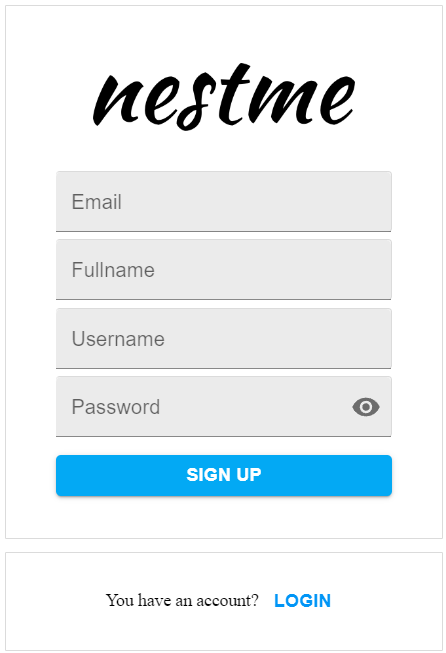 nestme
Email
Fullname
Username
Password
SIGN UP
You have an account? LOGIN